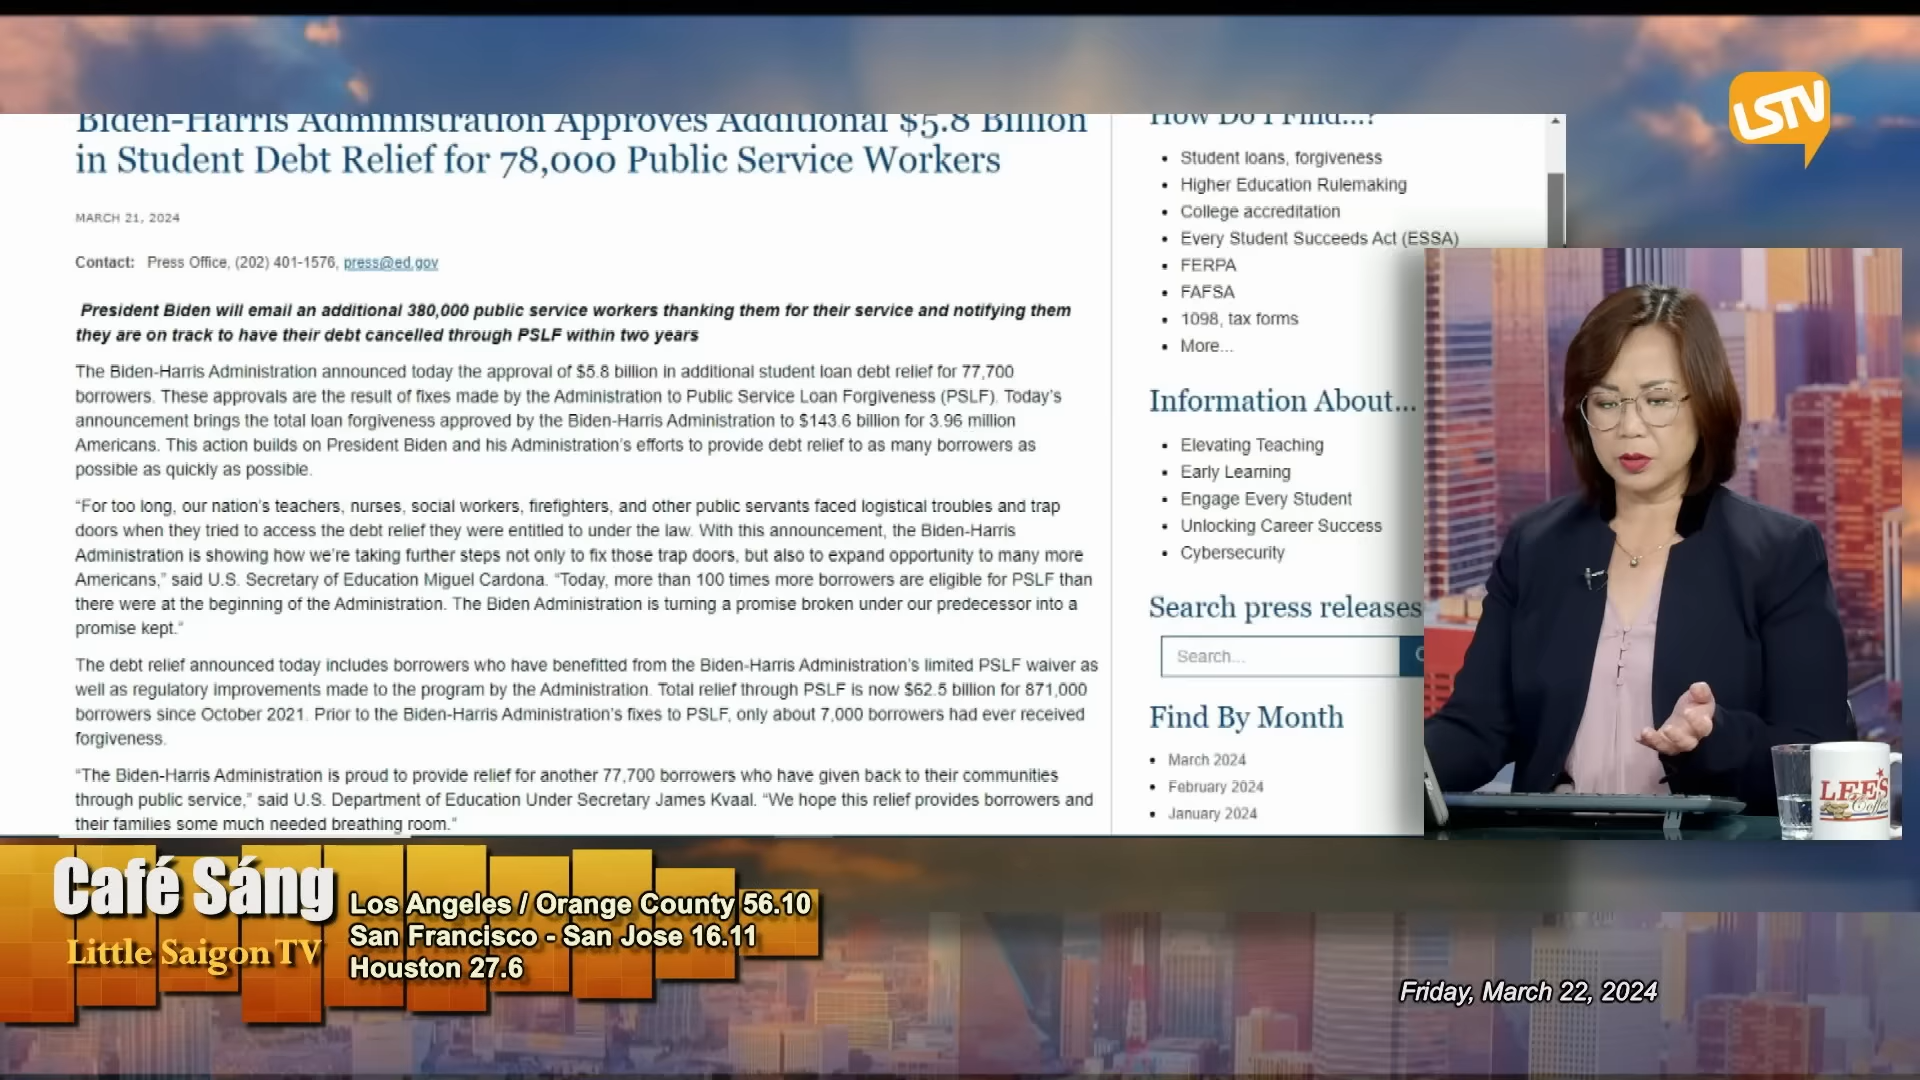 LSTV
Biden-Harris Administration Approves Additional $5.8 Billion
in Student Debt Relief for 78,000 Public Service Workers
MARCH 21, 2024
Contact: Press Office, (202) 401-1576, press@ed.gov
President Biden will email an additional 380,000 public service workers thanking them for their service and notifying them
they are on track to have their debt cancelled through PSLF within two years
The Biden-Harris Administration announced today the approval of $5.8 billion in additional student loan debt relief for 77,700
borrowers. These approvals are the result of fixes made by the Administration to Public Service Loan Forgiveness (PSLF). Today's
announcement brings the total loan forgiveness approved by the Biden-Harris Administration to $143.6 billion for 3.96 million
Americans. This action builds on President Biden and his Administration's efforts to provide debt relief to as many borrowers as
possible as quickly as possible.
“For too long, our nation's teachers, nurses, social workers, firefighters, and other public servants faced logistical troubles and trap
doors when they tried to access the debt relief they were entitled to under the law. With this announcement, the Biden-Harris
Administration is showing how we're taking further steps not only to fix those trap doors, but also to expand opportunity to many more
Americans,” said U.S. Secretary of Education Miguel Cardona. “Today, more than 100 times more borrowers are eligible for PSLF than
there were at the beginning of the Administration. The Biden Administration is turning a promise broken under our predecessor into a
promise kept.”
The debt relief announced today includes borrowers who have benefitted from the Biden-Harris Administration's limited PSLF waiver as
well as regulatory improvements made to the program by the Administration. Total relief through PSLF is now $62.5 billion for 871,000
borrowers since October 2021. Prior to the Biden-Harris Administration's fixes to PSLF, only about 7,000 borrowers had ever received
forgiveness.
“The Biden-Harris Administration is proud to provide relief for another 77,700 borrowers who have given back to their communities
through public service,” said U.S. Department of Education Under Secretary James Kvaal. “We hope this relief provides borrowers and
their families some much needed breathing room.”
How Do I Find...?
Student loans, forgiveness
Higher Education Rulemaking
College accreditation
Every Student Succeeds Act (ESSA)
FERPA
FAFSA
1098, tax forms
More...
Information About...
Elevating Teaching
Early Learning
Engage Every Student
Unlocking Career Success
Cybersecurity
Search press releases
Search...
Find By Month
March 2024
February 2024
January 2024
LEE'S
Coffee
Café Sáng
Little Saigon TV
Los Angeles / Orange County 56.10
San Francisco - San Jose 16.11
Houston 27.6
Friday, March 22, 2024